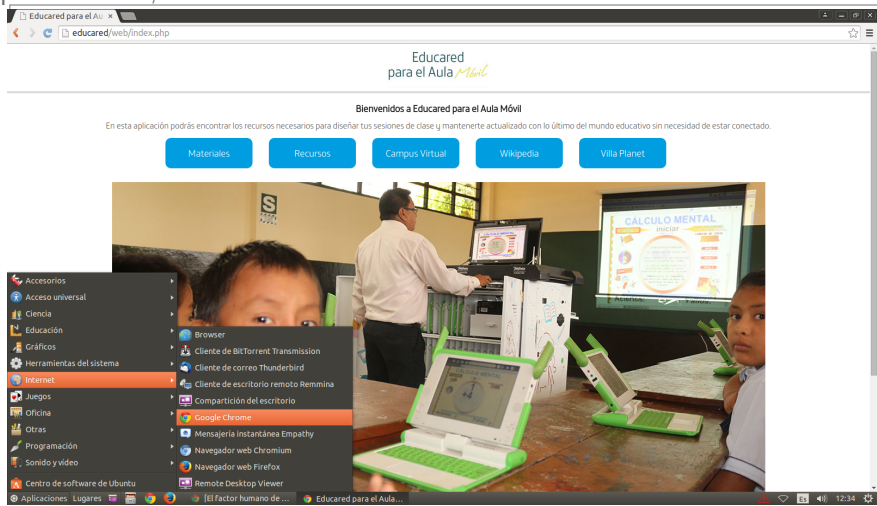 Educared para el Au
educared/web/index.php
Educared
para el Aula Móvil
Bienvenidos a Educared para el Aula Móvil
En esta aplicación podrás encontrar los recursos necesarios para diseñar tus sesiones de clase y mantenerte actualizado con lo último del mundo educativo sin necesidad de estar conectado.
Materiales
Recursos
Campus Virtual
Wikipedia
Villa Planet
S
CÁLCULO MENTAL
Iniciar
CÁLCULO MENTAL
Accesorios
Acceso universal
Ciencia
Educación
Gráficos
Herramientas del sistema
Internet
Juegos
Oficina
Otras
Programación
Sonido y vídeo
Centro de software de Ubuntu
Browser
Cliente de BitTorrent Transmission
Cliente de correo Thunderbird
Cliente de escritorio remoto Remmina
Compartición del escritorio
Google Chrome
Mensajería instantánea Empathy
Navegador web Chromium
Navegador web Firefox
Remote Desktop Viewer
Aplicaciones Lugares
[El factor humano de ...
Educared para el Aula...
Es
12:34